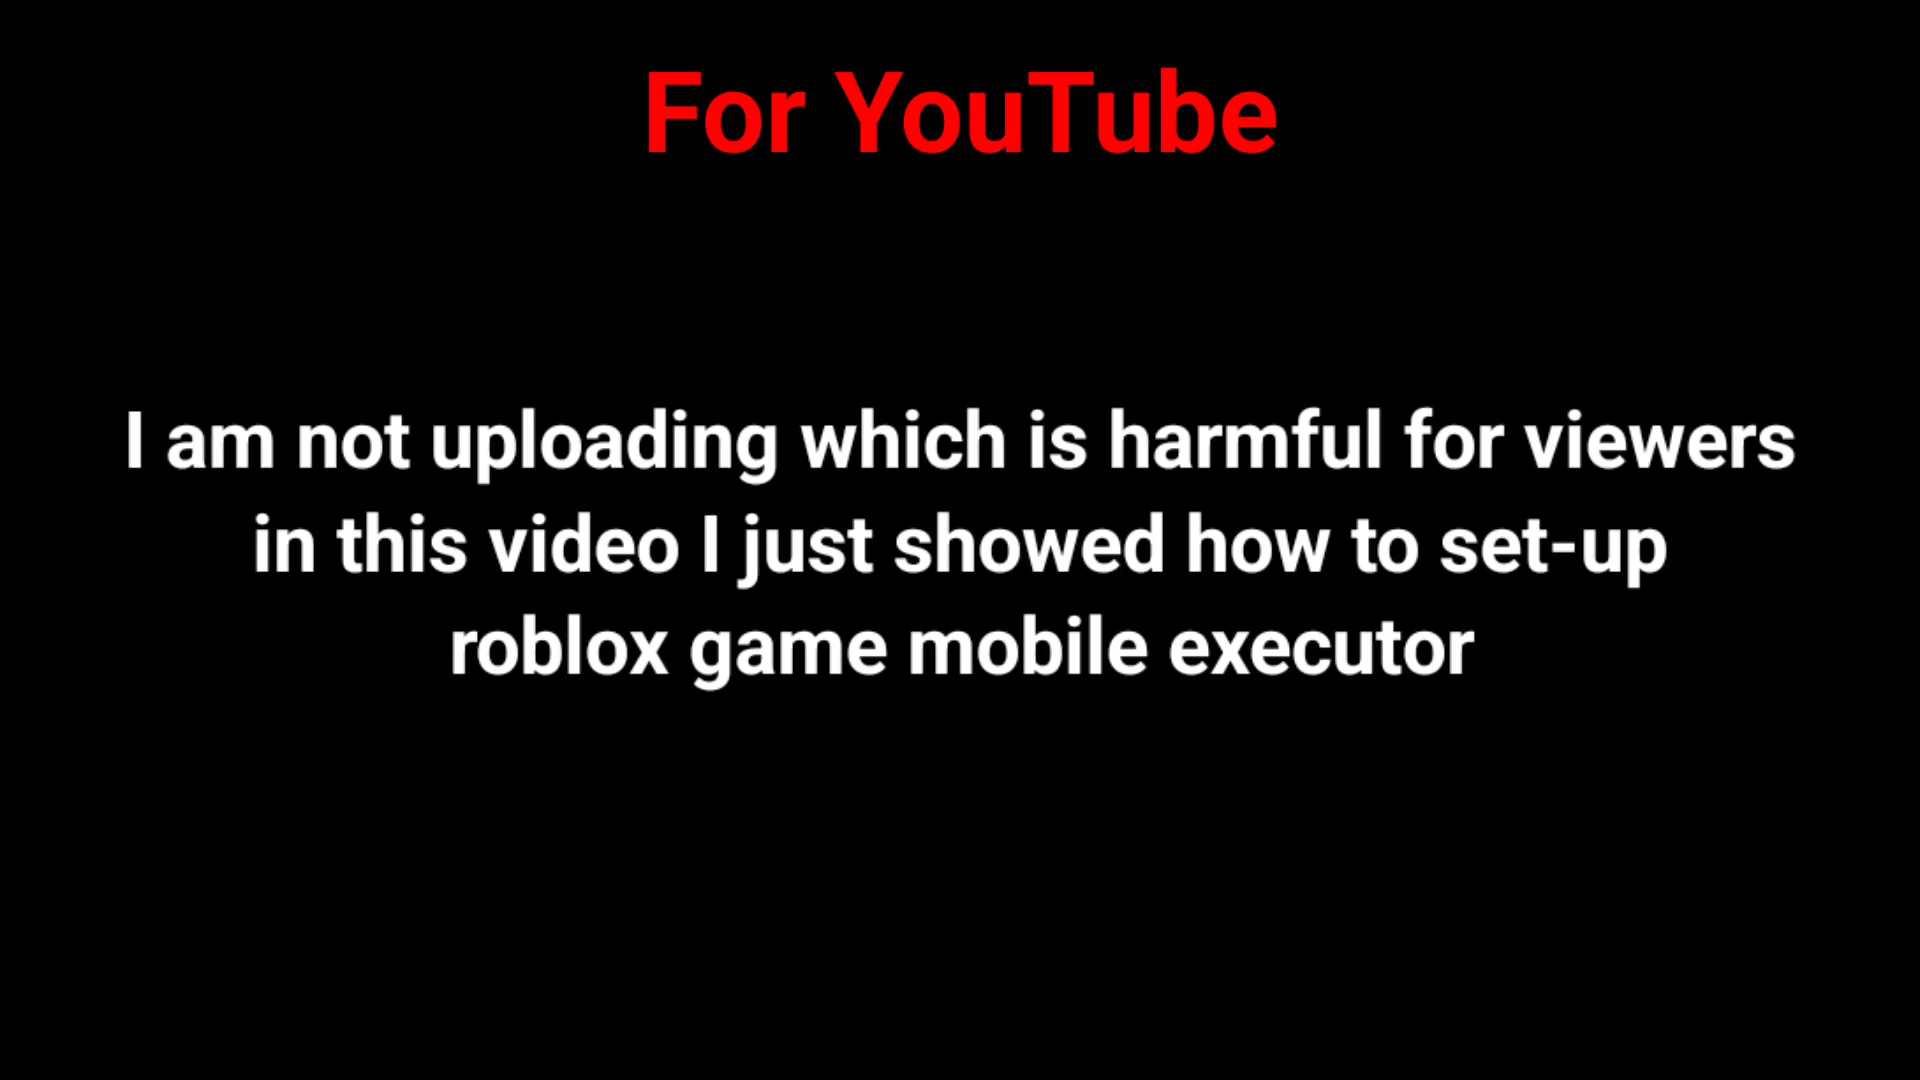 For YouTube
I am not uploading which is harmful for viewers
in this video I just showed how to set-up
roblox game mobile executor